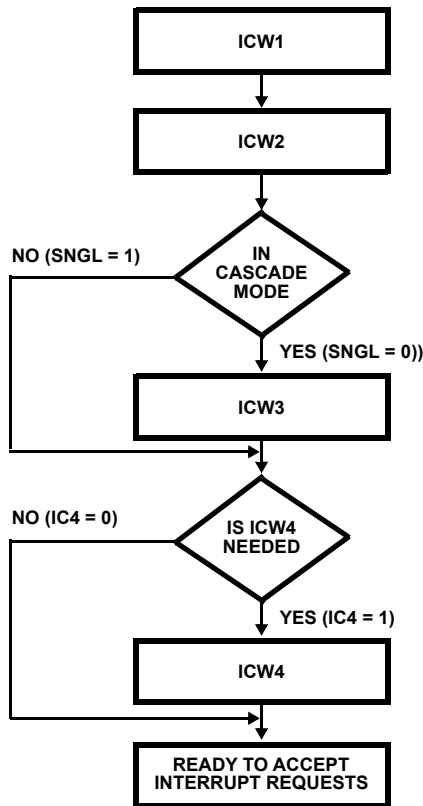 ICW1
ICW2
IN
CASCADE
MODE
NO (SNGL = 1)
YES (SNGL = 0))
ICW3
IS ICW4
NEEDED
NO (IC4 = 0)
YES (IC4 = 1)
ICW4
READY TO ACCEPT
INTERRUPT REQUESTS